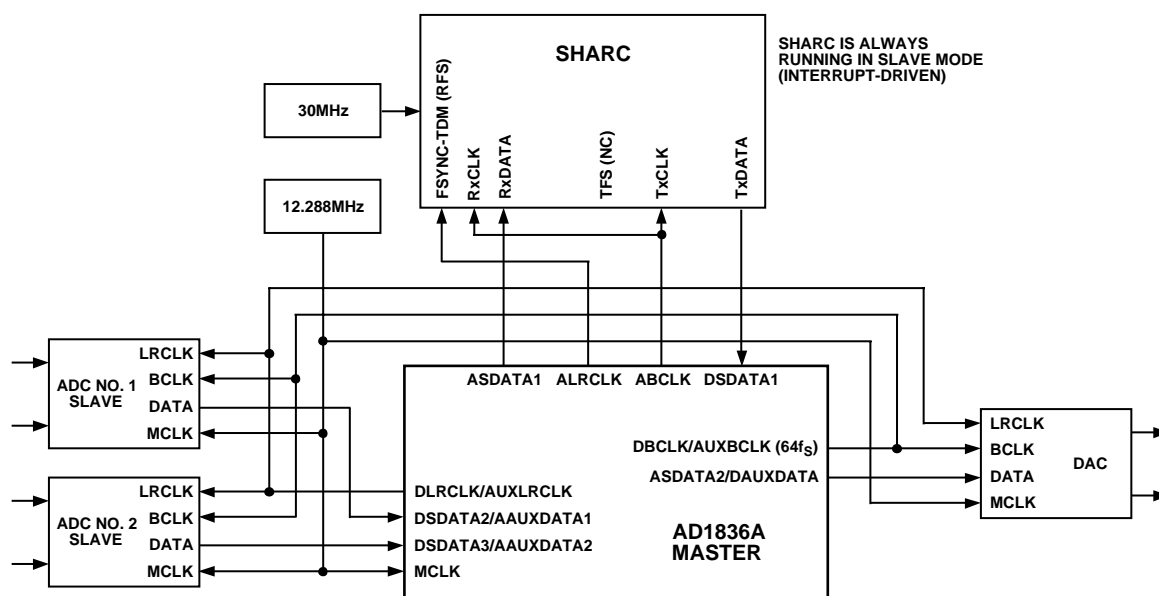 SHARC
SHARC IS ALWAYS
RUNNING IN SLAVE MODE
(INTERRUPT-DRIVEN)
30MHz
12.288MHz
FSYNC-TDM (RFS)
RxCLK
RxDATA
TFS (NC)
TxCLK
TxDATA
ADC NO. 1
SLAVE
LRCLK
BCLK
DATA
MCLK
ADC NO. 2
SLAVE
LRCLK
BCLK
DATA
MCLK
ASDATA1 ALRCLK ABCLK DSDATA1
DBCLK/AUXBCLK (64fS)
ASDATA2/DAUXDATA
DLRCLK/AUXLRCLK
DSDATA2/AAUXDATA1
DSDATA3/AAUXDATA2
MCLK
AD1836A
MASTER
LRCLK
BCLK
DATA
MCLK
DAC